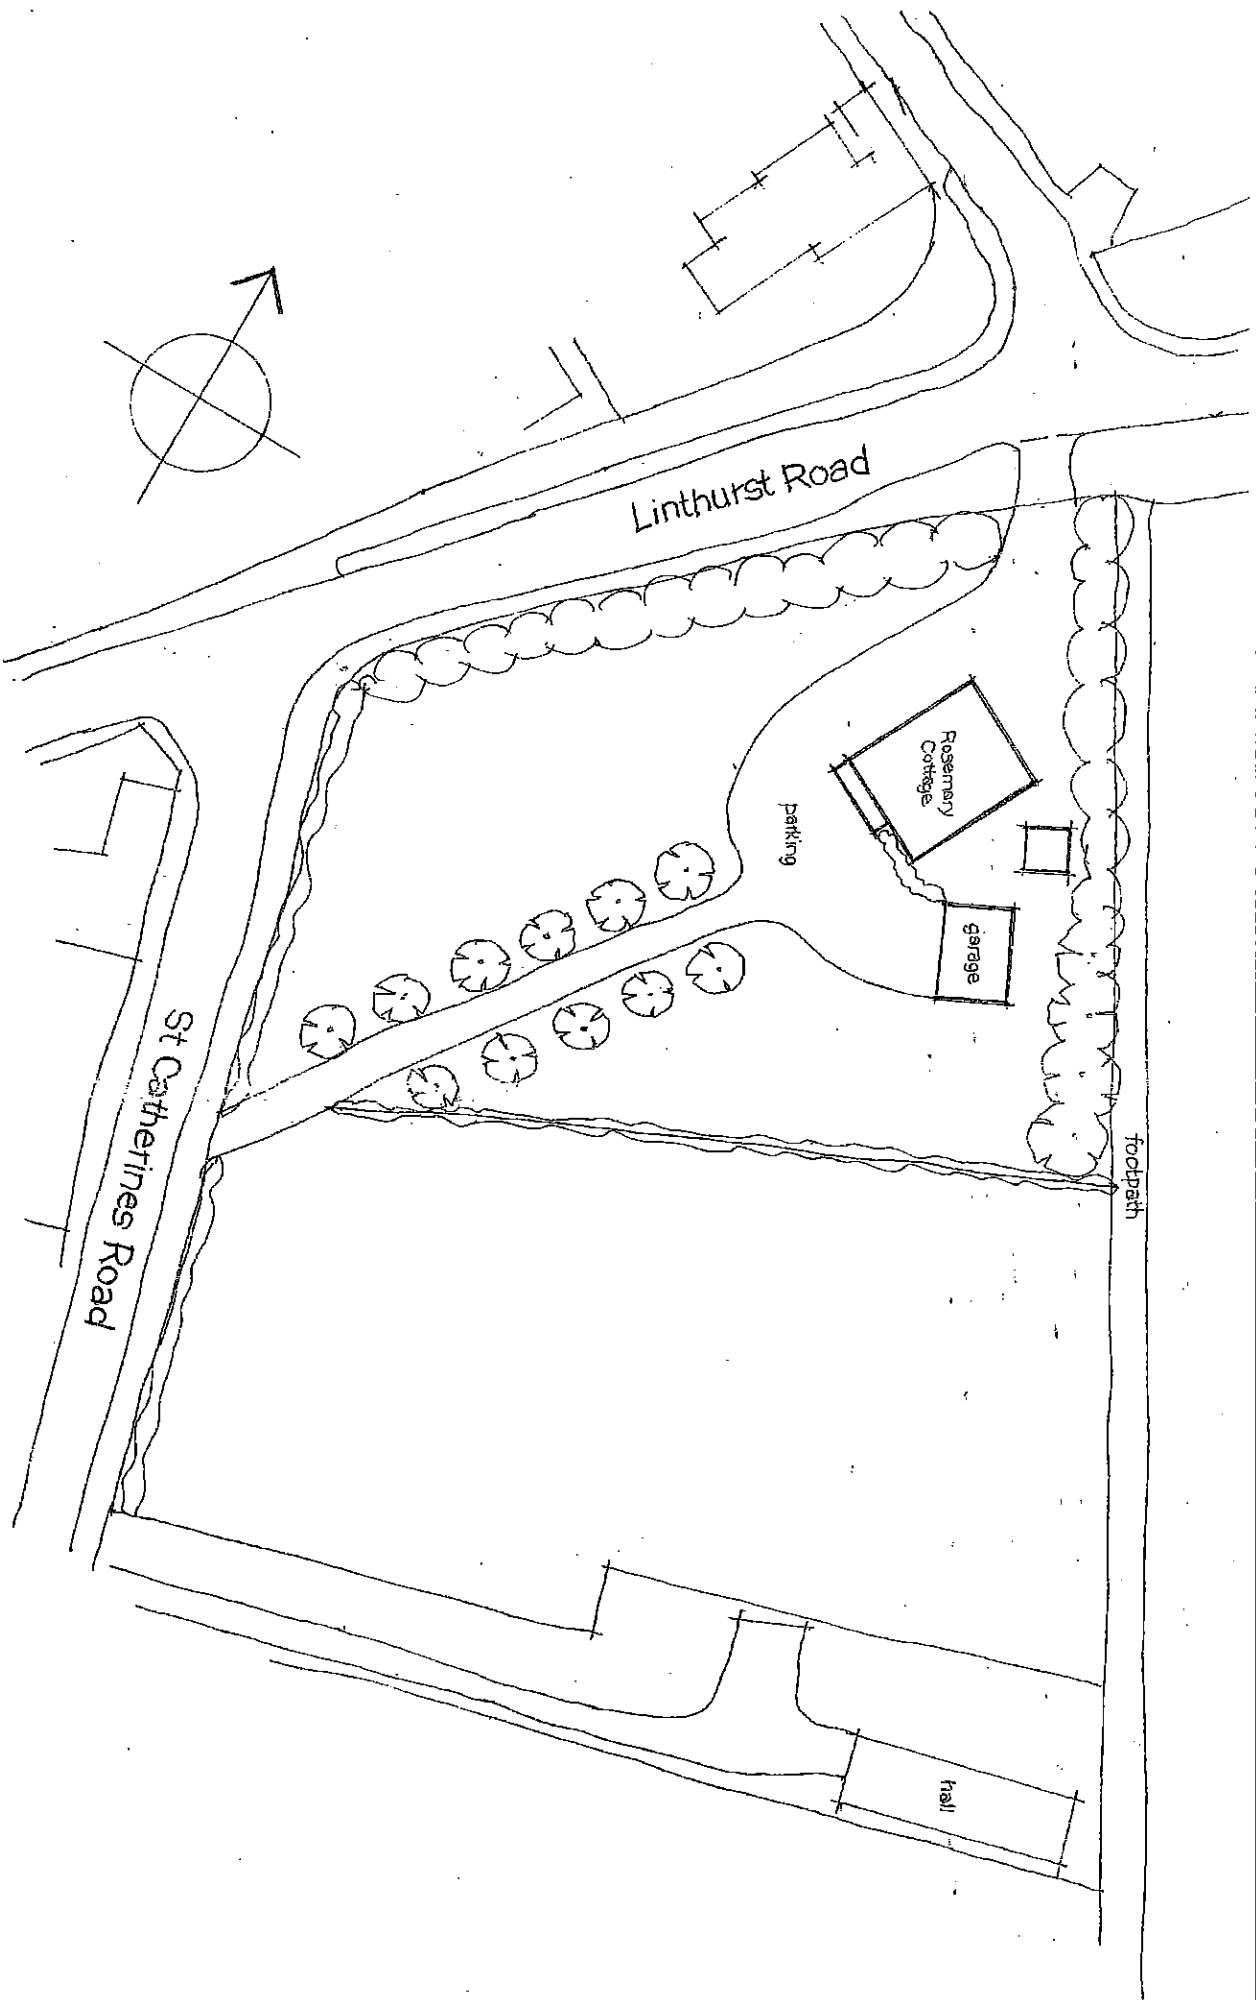 Linthurst Road
Rosemary
Cottage
parking
garage
footpath
St Catherines Road
hall